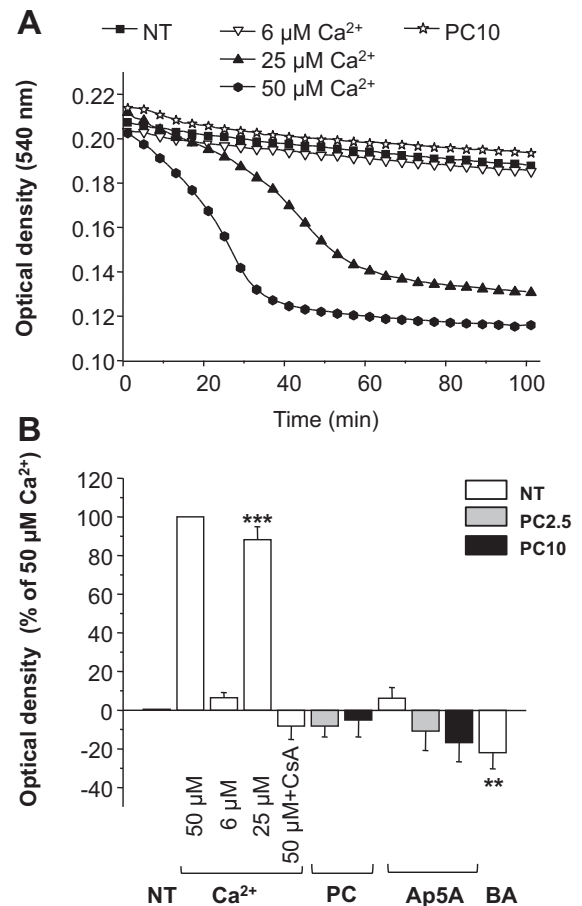 A
NT
6 µM Ca²⁺
PC10
25 µM Ca²⁺
50 µM Ca²⁺
Optical density (540 nm)
0.22
0.20
0.18
0.16
0.14
0.12
0.10
0 20 40 60 80 100
Time (min)
B
Optical density (% of 50 µM Ca²⁺)
120
100
80
60
40
20
0
-20
-40
***
**
NT
PC2.5
PC10
50 µM
6 µM
25 µM
50 µM+CsA
NT Ca²⁺ PC Ap5A BA